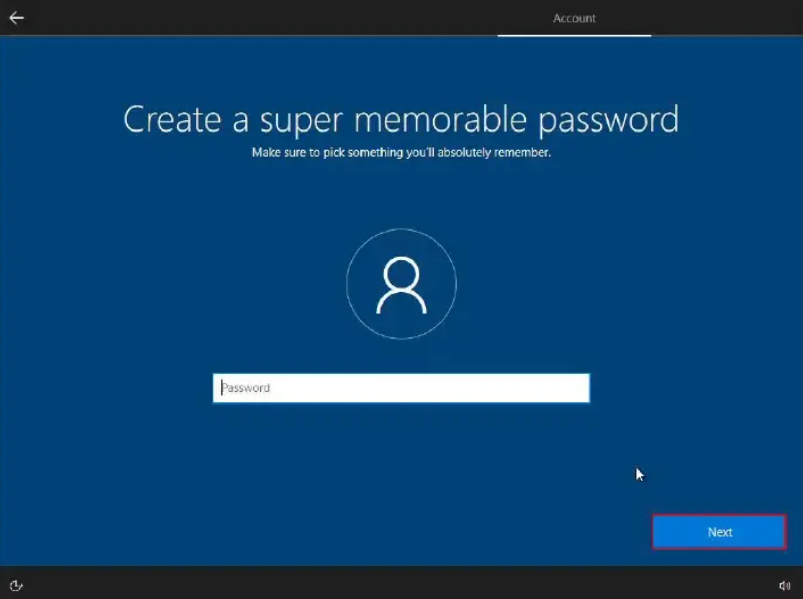 Account
Create a super memorable password
Make sure to pick something you'll absolutely remember.
Password
Next